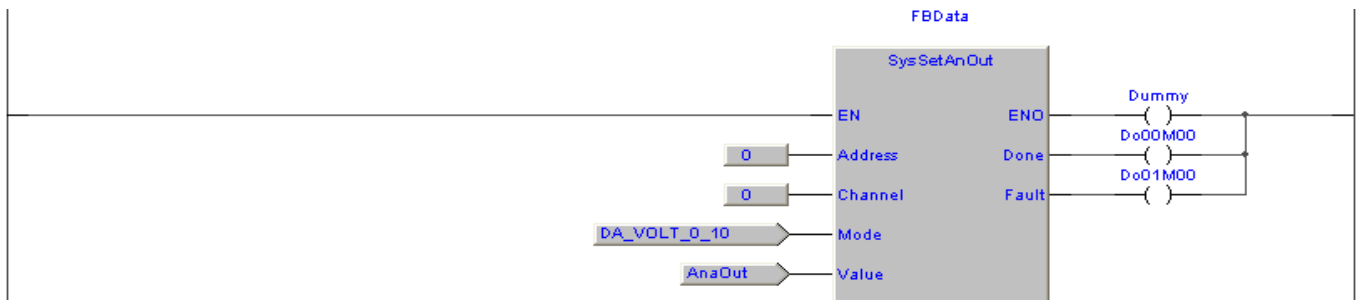 FBData
SysSetAnOut
Dummy
EN ENO
Do00M00
0 Address Done
Do01M00
0 Channel Fault
DA_VOLT_0_10 Mode
AnaOut Value